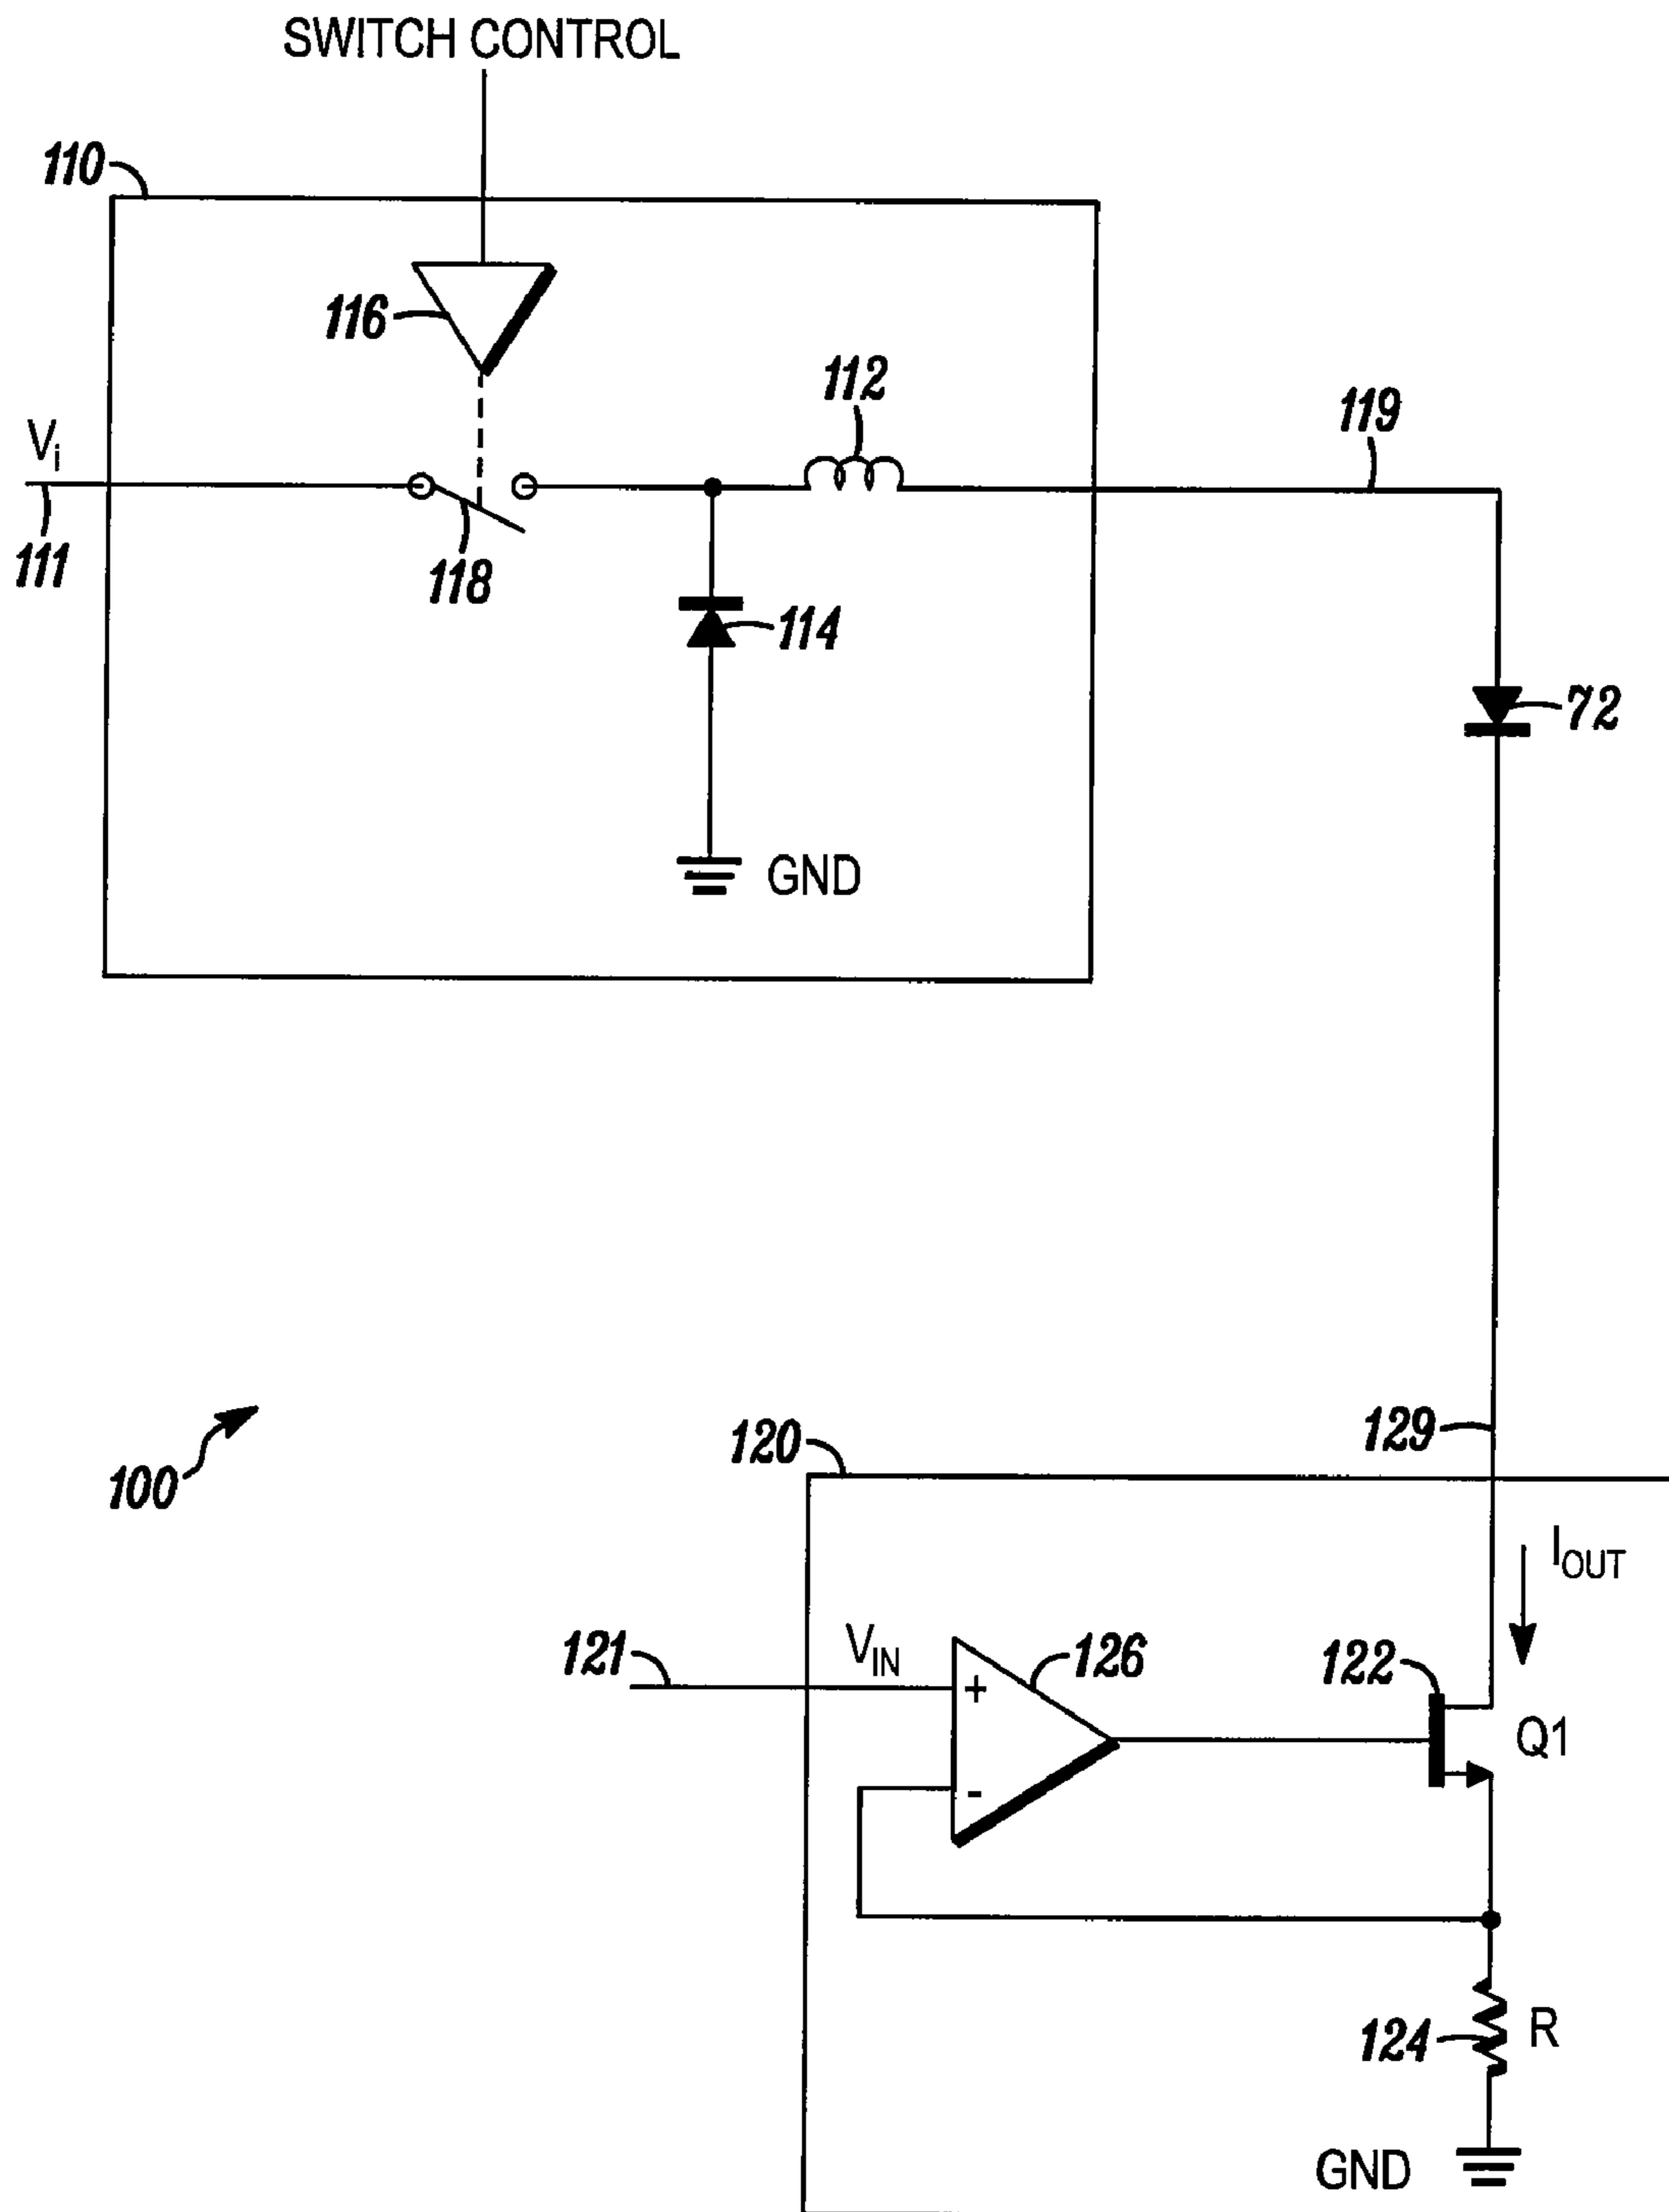 SWITCH CONTROL
110
116
112
119
Vi
111
118
114
72
GND
100
120
129
IOUT
121
VIN
126
122
+
Q1
-
124
R
GND